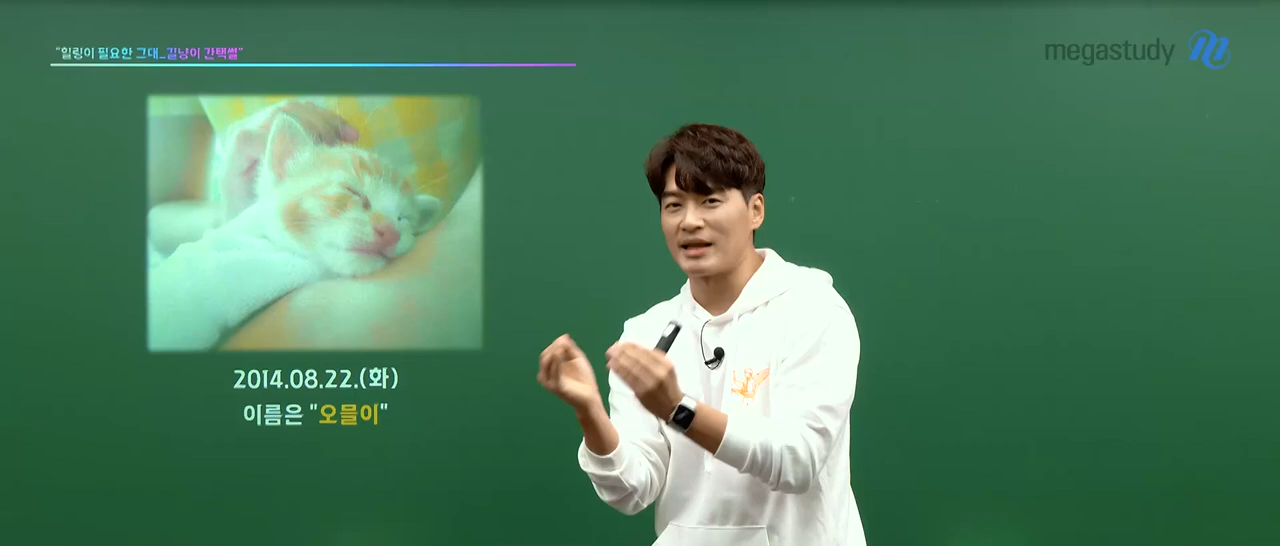 "힐링이 필요한 그대_길냥이 간택썰"
megastudy
2014.08.22.(화)
이름은 "오믈이"